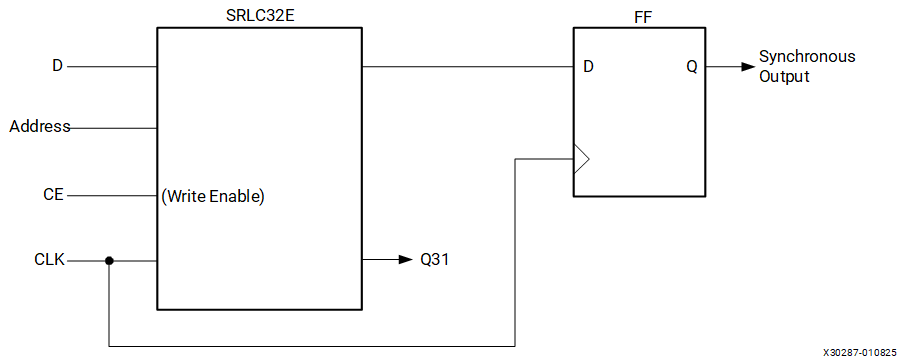 SRLC32E
FF
D
D
Q
Synchronous
Output
Address
CE
(Write Enable)
CLK
Q31
X30287-010825